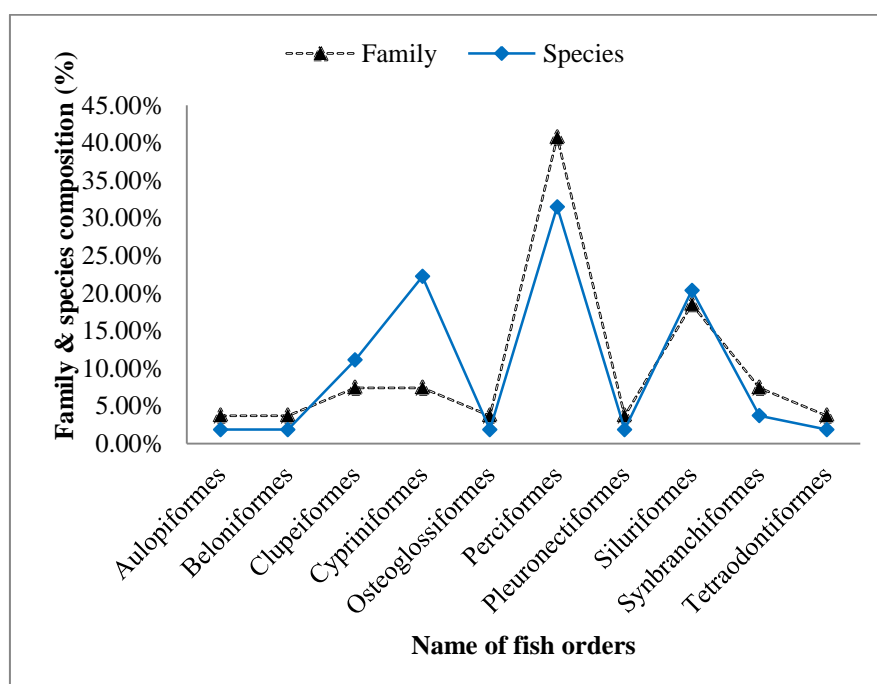 Family Species
Family & species composition (%)
45.00%
40.00%
35.00%
30.00%
25.00%
20.00%
15.00%
10.00%
5.00%
0.00%
Aulopiformes
Beloniformes
Clupeiformes
Cypriniformes
Osteoglossiformes
Perciformes
Pleuronectiformes
Siluriformes
Synbranchiformes
Tetraodontiformes
Name of fish orders